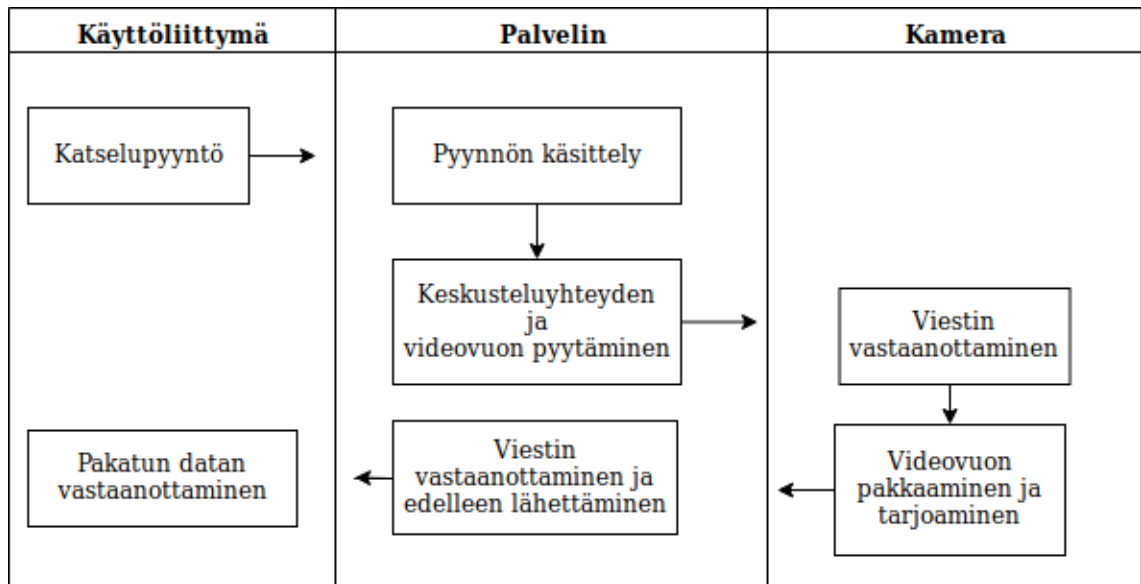 Käyttöliittymä
Palvelin
Kamera
Katselupyyntö
Pyynnön käsittely
Keskusteluyhteyden
ja
videovuon pyytäminen
Viestin
vastaanottaminen
Videovuon
pakkaaminen ja
tarjoaminen
Viestin
vastaanottaminen ja
edelleen lähettäminen
Pakatun datan
vastaanottaminen